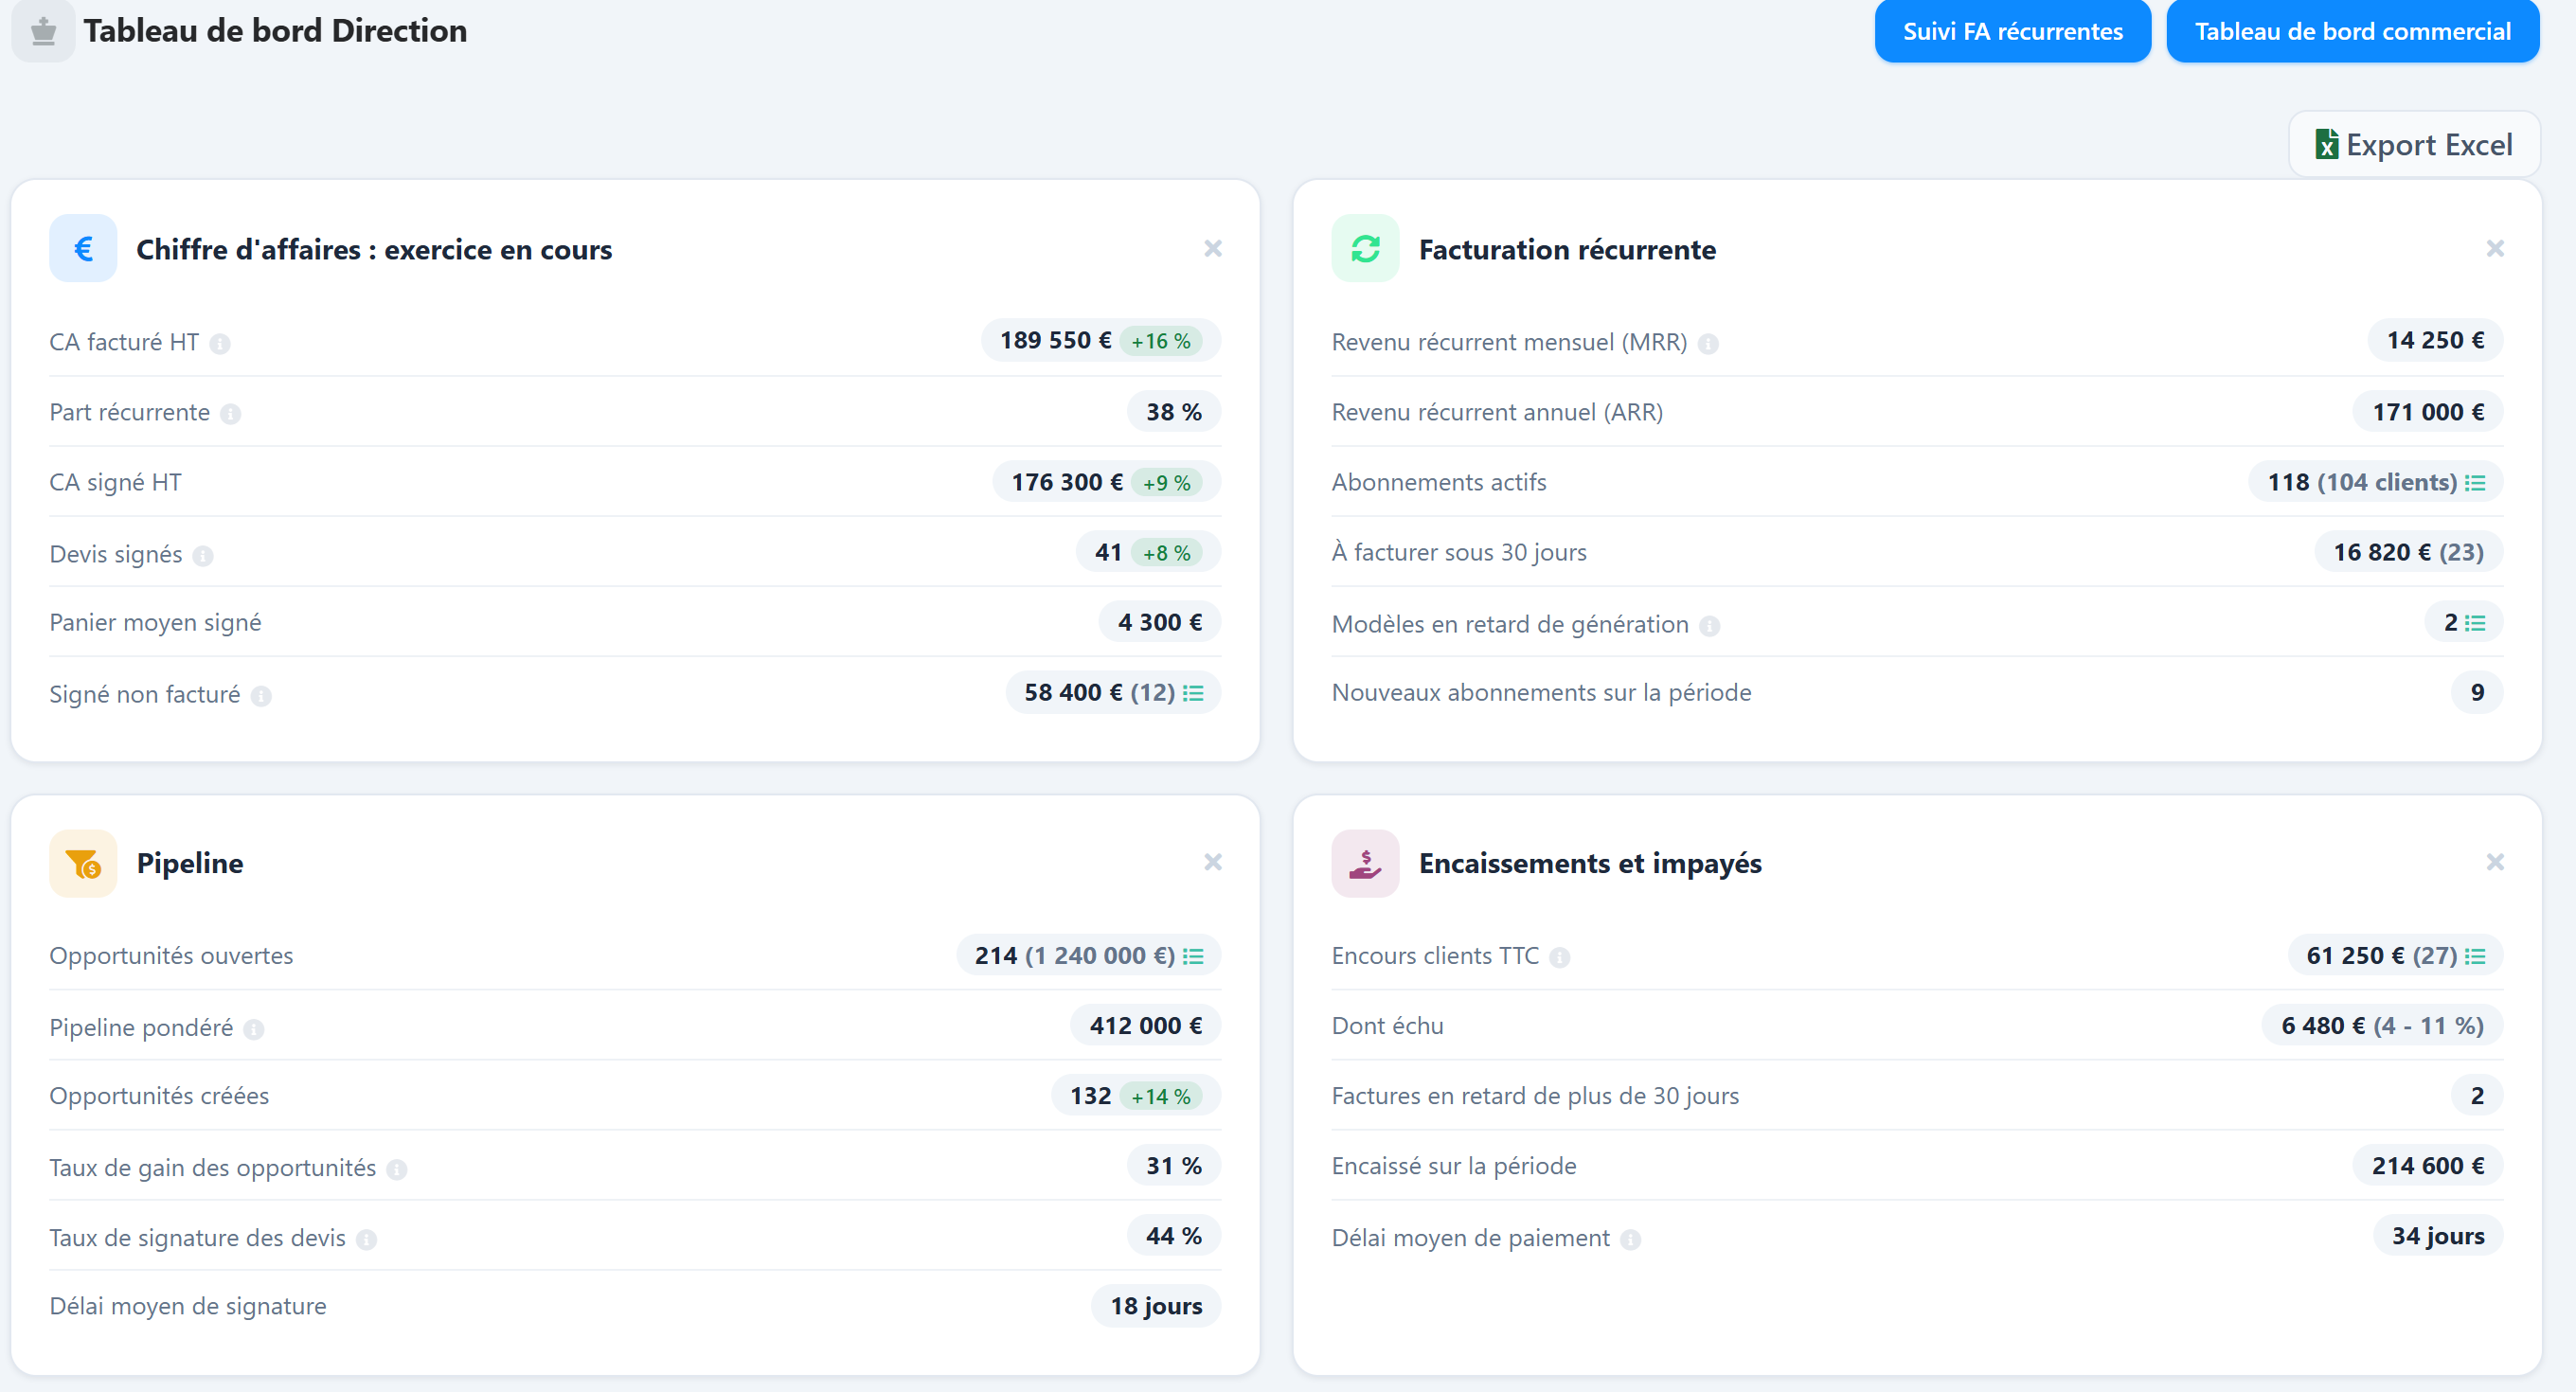 Tableau de bord Direction
Suivi FA récurrentes
Tableau de bord commercial
Export Excel
Chiffre d'affaires : exercice en cours
CA facturé HT 189 550 € +16 %
Part récurrente 38 %
CA signé HT 176 300 € +9 %
Devis signés 41 +8 %
Panier moyen signé 4 300 €
Signé non facturé 58 400 € (12)
Facturation récurrente
Revenu récurrent mensuel (MRR) 14 250 €
Revenu récurrent annuel (ARR) 171 000 €
Abonnements actifs 118 (104 clients)
À facturer sous 30 jours 16 820 € (23)
Modèles en retard de génération 2
Nouveaux abonnements sur la période 9
Pipeline
Opportunités ouvertes 214 (1 240 000 €)
Pipeline pondéré 412 000 €
Opportunités créées 132 +14 %
Taux de gain des opportunités 31 %
Taux de signature des devis 44 %
Délai moyen de signature 18 jours
Encaissements et impayés
Encours clients TTC 61 250 € (27)
Dont échu 6 480 € (4 - 11 %)
Factures en retard de plus de 30 jours 2
Encaissé sur la période 214 600 €
Délai moyen de paiement 34 jours